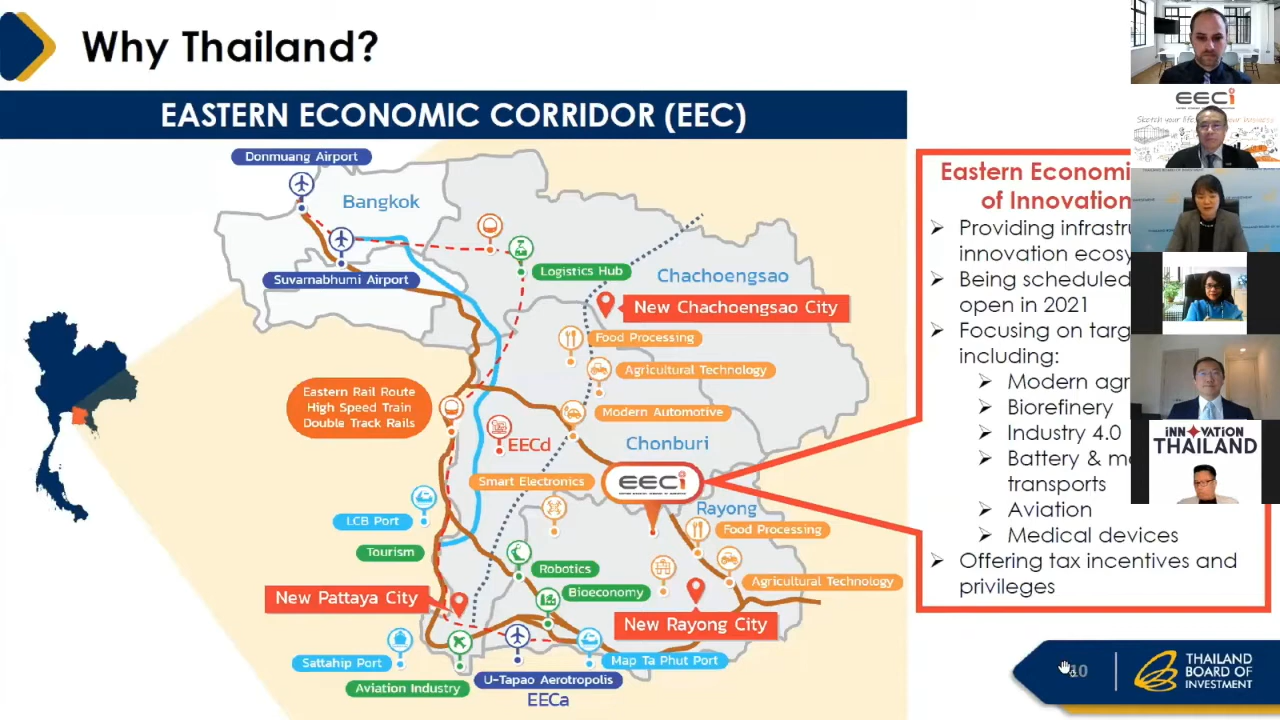 Why Thailand?
EASTERN ECONOMIC CORRIDOR (EEC)
Donmuang Airport
Bangkok
Suvarnabhumi Airport
Logistics Hub
Chachoengsao
New Chachoengsao City
Food Processing
Agricultural Technology
Eastern Rail Route
High Speed Train
Double Track Rails
Modern Automotive
EECd
Chonburi
Smart Electronics
EECi
LCB Port
Rayong
Food Processing
Tourism
Robotics
Agricultural Technology
Bioeconomy
New Pattaya City
New Rayong City
Sattahip Port
Map Ta Phut Port
U-Tapao Aerotropolis
Aviation Industry
EECa
Eastern Economi
of Innovation
Providing infrastru
innovation ecosy
Being scheduled
open in 2021
Focusing on targ
including:
Modern agr
Biorefinery
Industry 4.0
Battery & m
transports
Aviation
Medical devices
Offering tax incentives and
privileges
EECi
Sketch your life
INNOVATION
THAILAND
10
THAILAND
BOARD OF
INVESTMENT